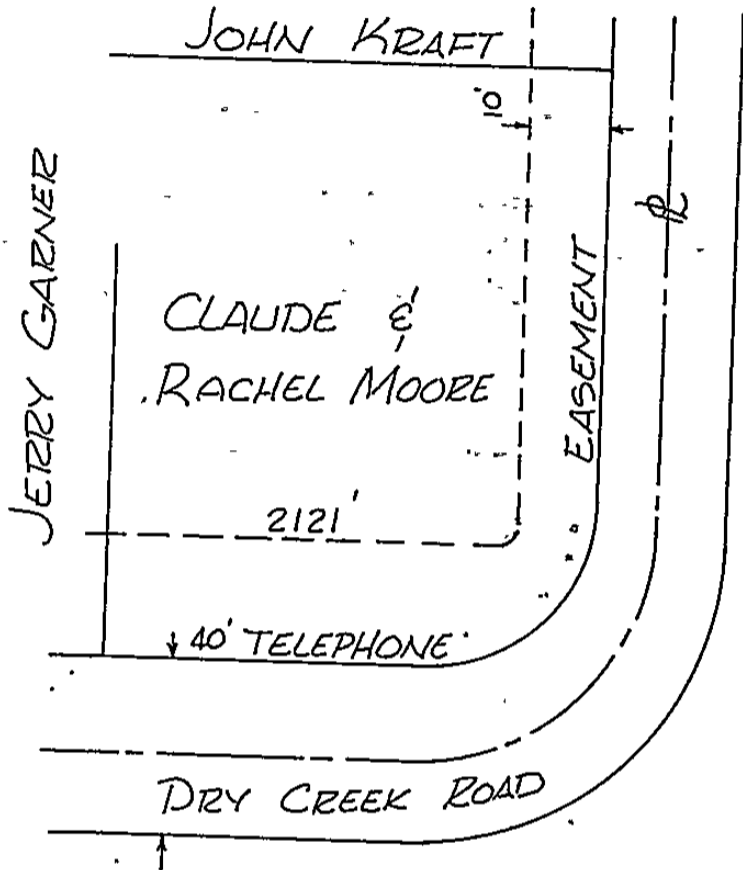 JOHN KRAFT
10'
JERRY GARNER
CLAUDE &
RACHEL MOORE
EASEMENT
℄
2121'
40' TELEPHONE
DRY CREEK ROAD